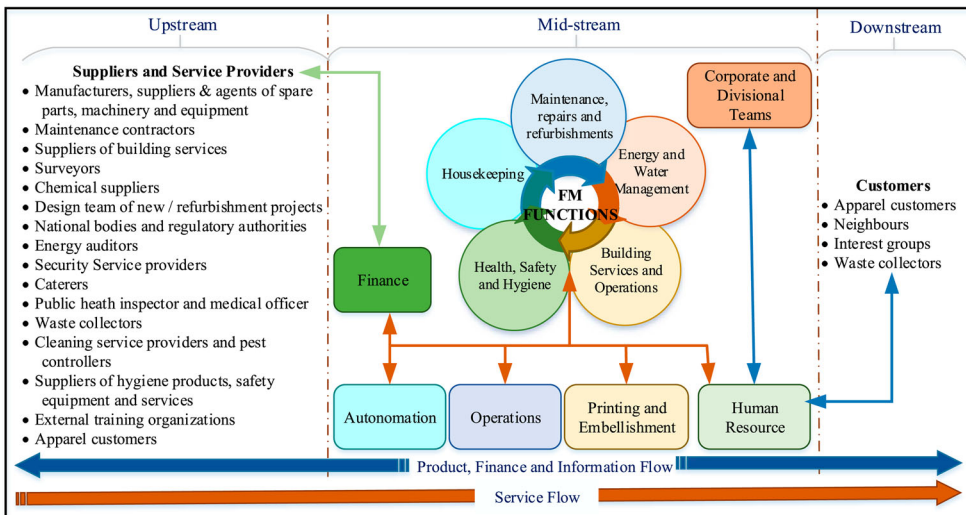 Upstream
Mid-stream
Downstream
Suppliers and Service Providers
• Manufacturers, suppliers & agents of spare
parts, machinery and equipment
• Maintenance contractors
• Suppliers of building services
• Surveyors
• Chemical suppliers
• Design team of new / refurbishment projects
• National bodies and regulatory authorities
• Energy auditors
• Security Service providers
• Caterers
• Public heath inspector and medical officer
• Waste collectors
• Cleaning service providers and pest
controllers
• Suppliers of hygiene products, safety
equipment and services
• External training organizations
• Apparel customers
Maintenance,
repairs and
refurbishments
Housekeeping
Energy and
Water
Management
FM
FUNCTIONS
Health, Safety
and Hygiene
Building
Services and
Operations
Corporate and
Divisional
Teams
Finance
Autonomation
Operations
Printing and
Embellishment
Human
Resource
Customers
• Apparel customers
• Neighbours
• Interest groups
• Waste collectors
Product, Finance and Information Flow
Service Flow